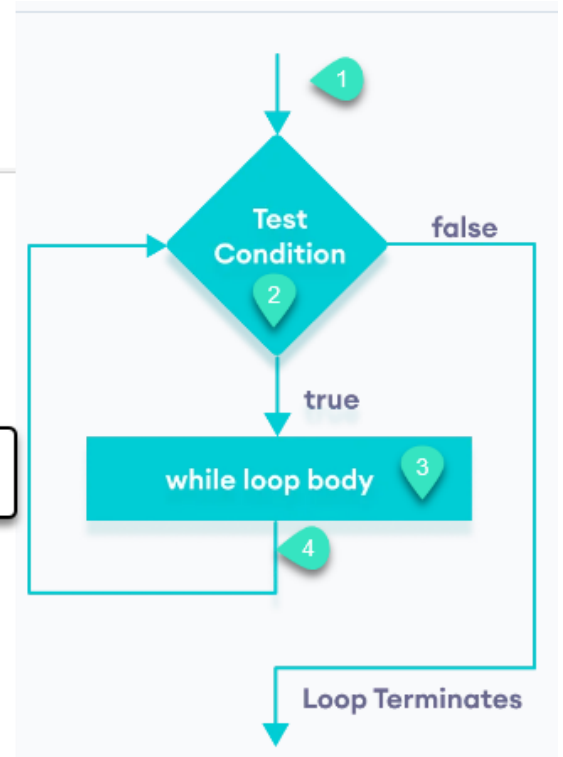 1
Test
Condition
false
2
true
while loop body
3
4
Loop Terminates